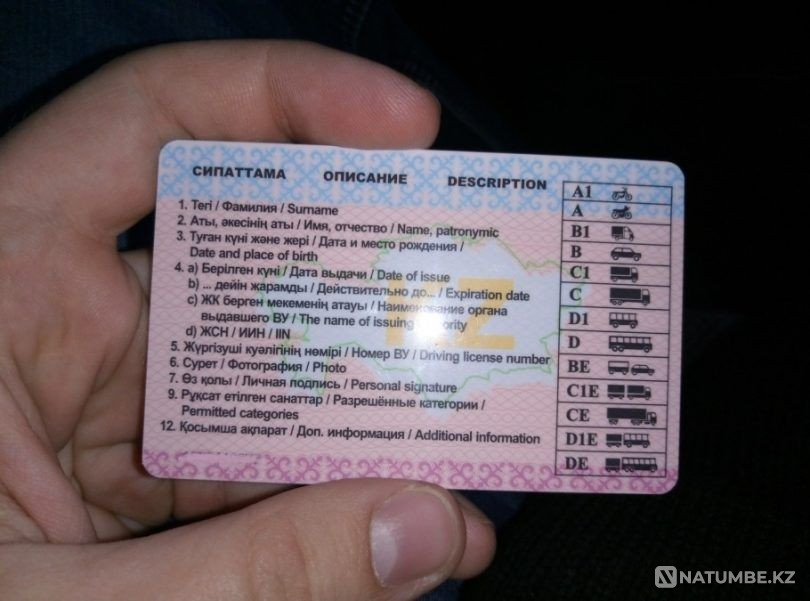 СИПАТТАМА ОПИСАНИЕ DESCRIPTION
1. Тегі / Фамилия / Surname
2. Аты, әкесінің аты / Имя, отчество / Name, patronymic
3. Туған күні және жері / Дата и место рождения /
Date and place of birth
4. a) Берілген күні / Дата выдачи / Date of issue
b) ... дейін жарамды / Действительно до... / Expiration date
c) ЖК берген мекеменің атауы / Наименование органа
выдавшего ВУ / The name of issuing
d) ЖСН / ИИН / IIN
5. Жүргізуші куәлігінің нөмірі / Номер ВУ / Driving license number
6. Сурет / Фотография / Photo
7. Өз қолы / Личная подпись / Personal signature
9. Рұқсат етілген санаттар / Разрешённые категории /
Permitted categories
12. Қосымша ақпарат / Доп. информация / Additional information
A1
A
B1
B
C1
C
D1
D
BE
C1E
CE
D1E
DE
NATUMBE.KZ